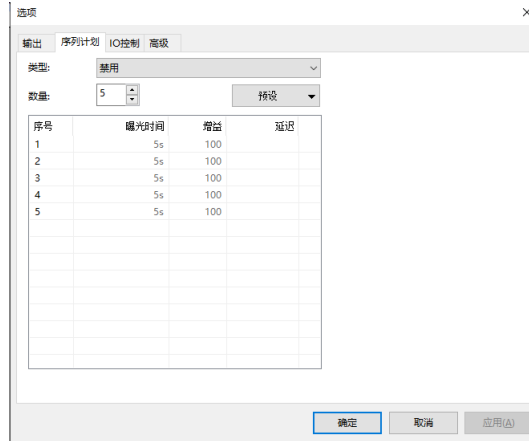 选项
输出 序列计划 IO控制 高级
类型: 禁用
数量: 5 预设
序号 曝光时间 增益 延迟
1 5s 100
2 5s 100
3 5s 100
4 5s 100
5 5s 100
确定 取消 应用(A)